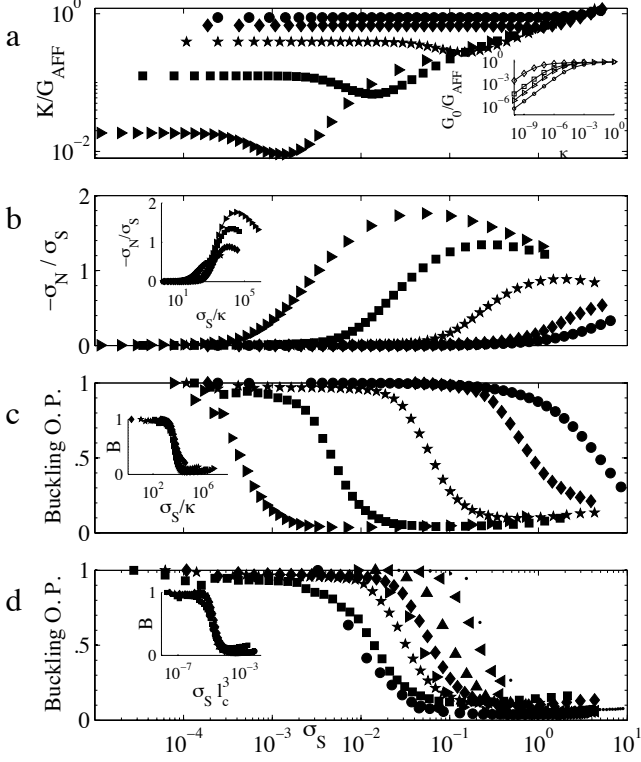 a
K/G_AFF
10^0
10^-2
G_0/G_AFF
10^0
10^-3
10^-6
10^-9
10^-6
10^-3
10^0
κ
b
-σ_N / σ_S
2
1
0
-σ_N/σ_S
2
1
0
10^1
10^5
σ_S/κ
c
Buckling O. P.
1
.5
0
B
1
0
10^2
10^6
σ_S/κ
d
Buckling O. P.
1
.5
0
B
1
0
10^-7
10^-3
σ_S l_c^3
10^-4
10^-3
10^-2
10^-1
10^0
10^1
σ_S